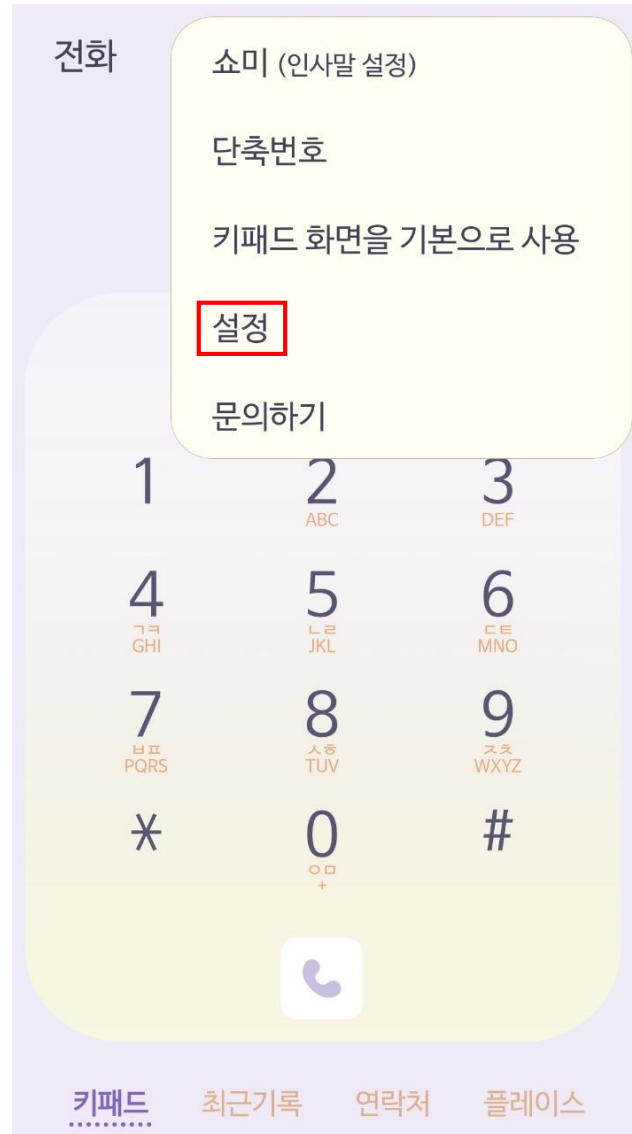 전화
쇼미 (인사말 설정)
단축번호
키패드 화면을 기본으로 사용
설정
문의하기
1 2 3
ABC DEF
4 5 6
ㄱㅋ ㄴㄹ ㄷㅌ
GHI JKL MNO
7 8 9
ㅂㅍ ㅅㅎ ㅈㅊ
PQRS TUV WXYZ
* 0 #
ㅇㅁ
+
키패드 최근기록 연락처 플레이스